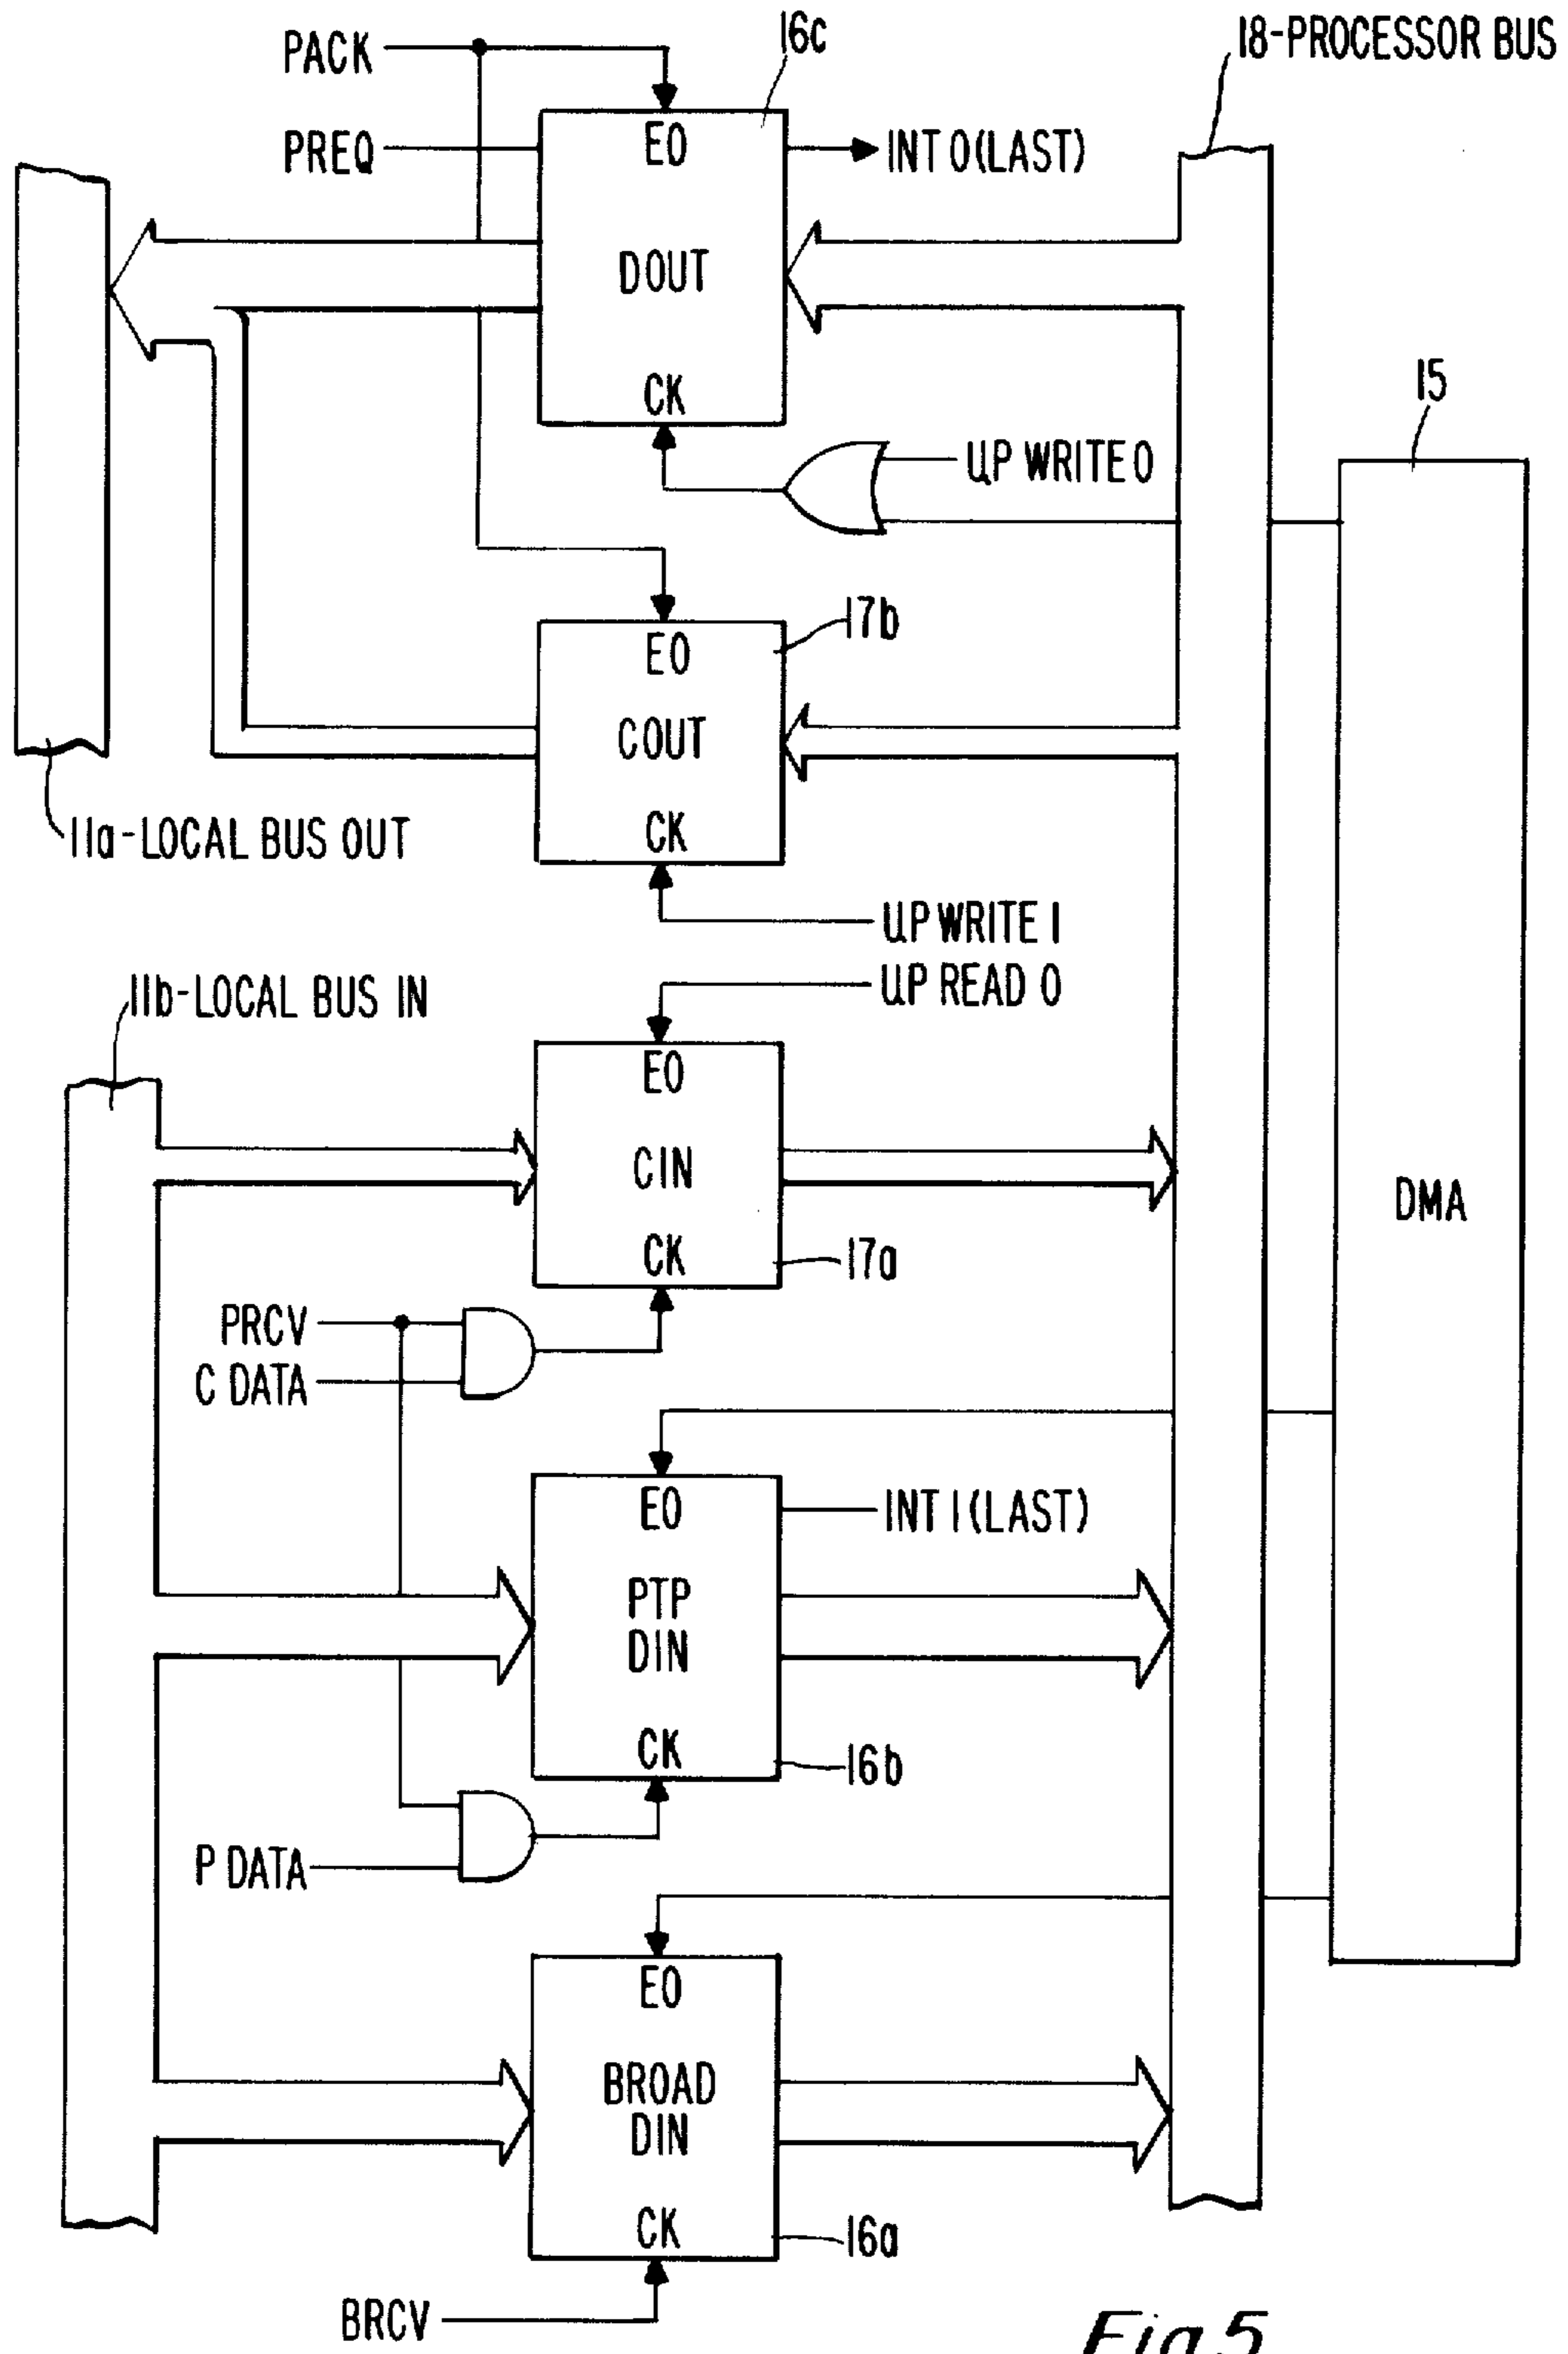 PACK
16c
18-PROCESSOR BUS
PREQ
EO
INT 0(LAST)
DOUT
CK
15
UP WRITE 0
17b
EO
COUT
CK
11a-LOCAL BUS OUT
UP WRITE 1
UP READ 0
11b-LOCAL BUS IN
EO
CIN
CK
17a
DMA
PRCV
C DATA
EO
INT 1(LAST)
PTP
DIN
CK
16b
P DATA
EO
BROAD
DIN
CK
16a
BRCV
Fig.5